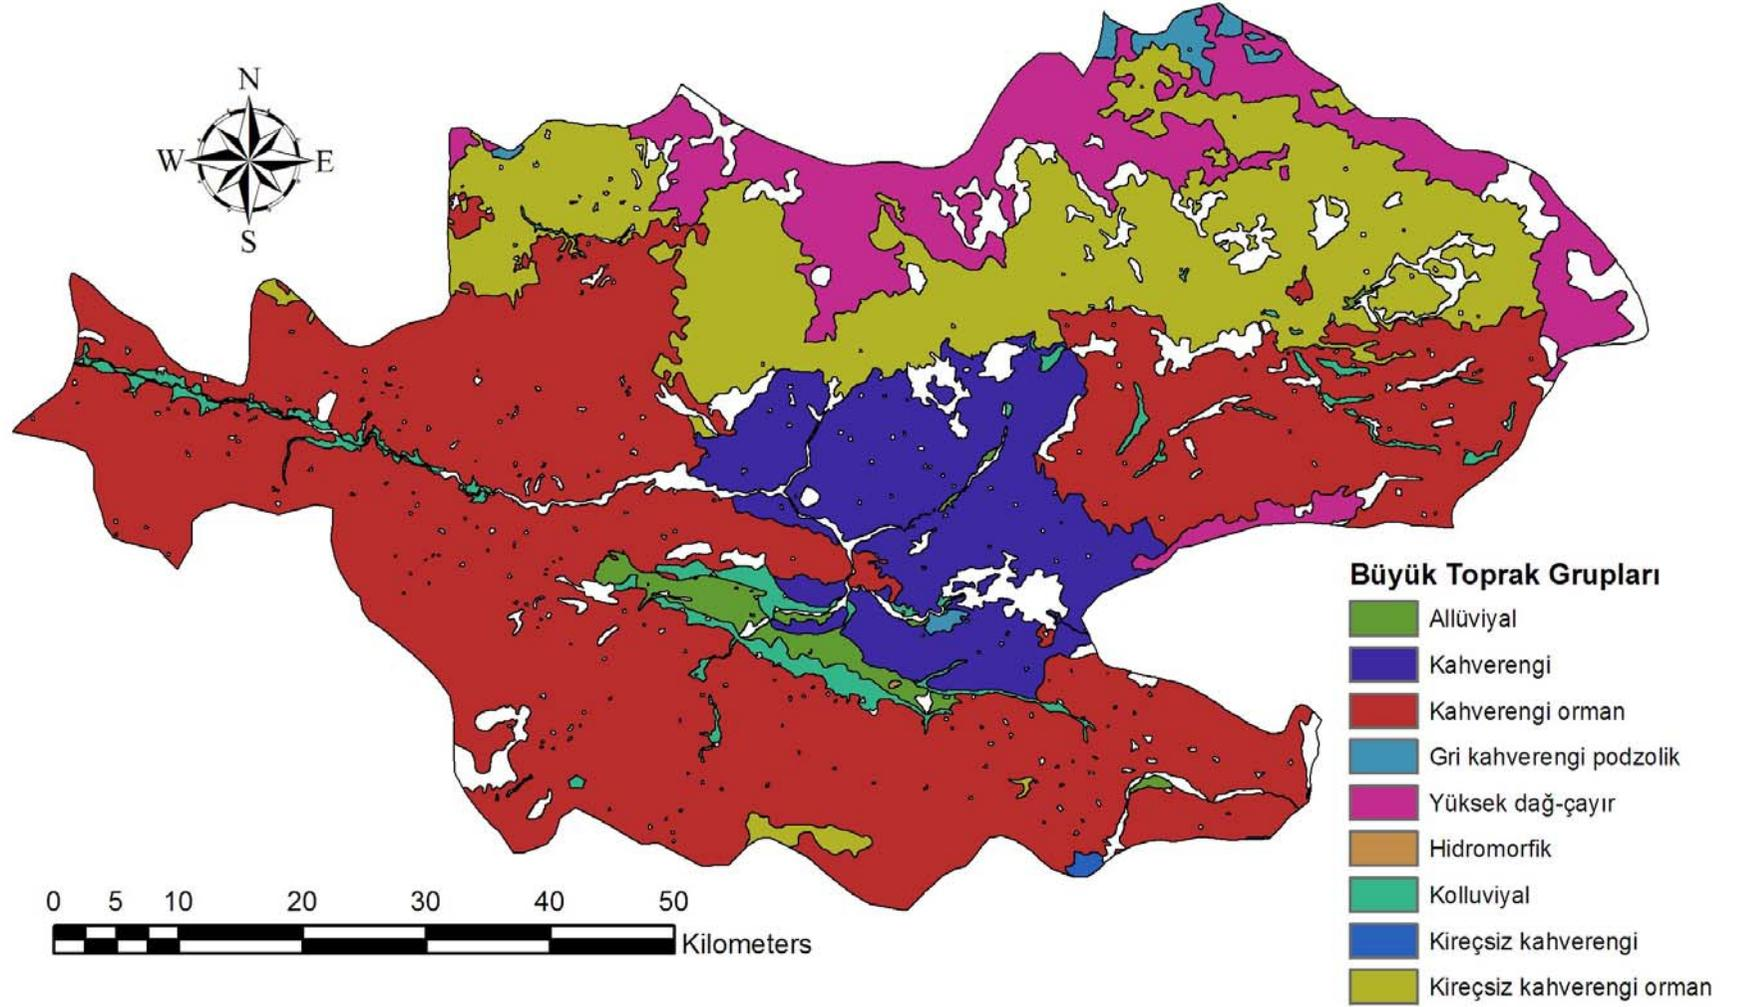 N
W E
S
Büyük Toprak Grupları
Allüviyal
Kahverengi
Kahverengi orman
Gri kahverengi podzolik
Yüksek dağ-çayır
Hidromorfik
Kolluviyal
Kireçsiz kahverengi
Kireçsiz kahverengi orman
0 5 10 20 30 40 50
Kilometers